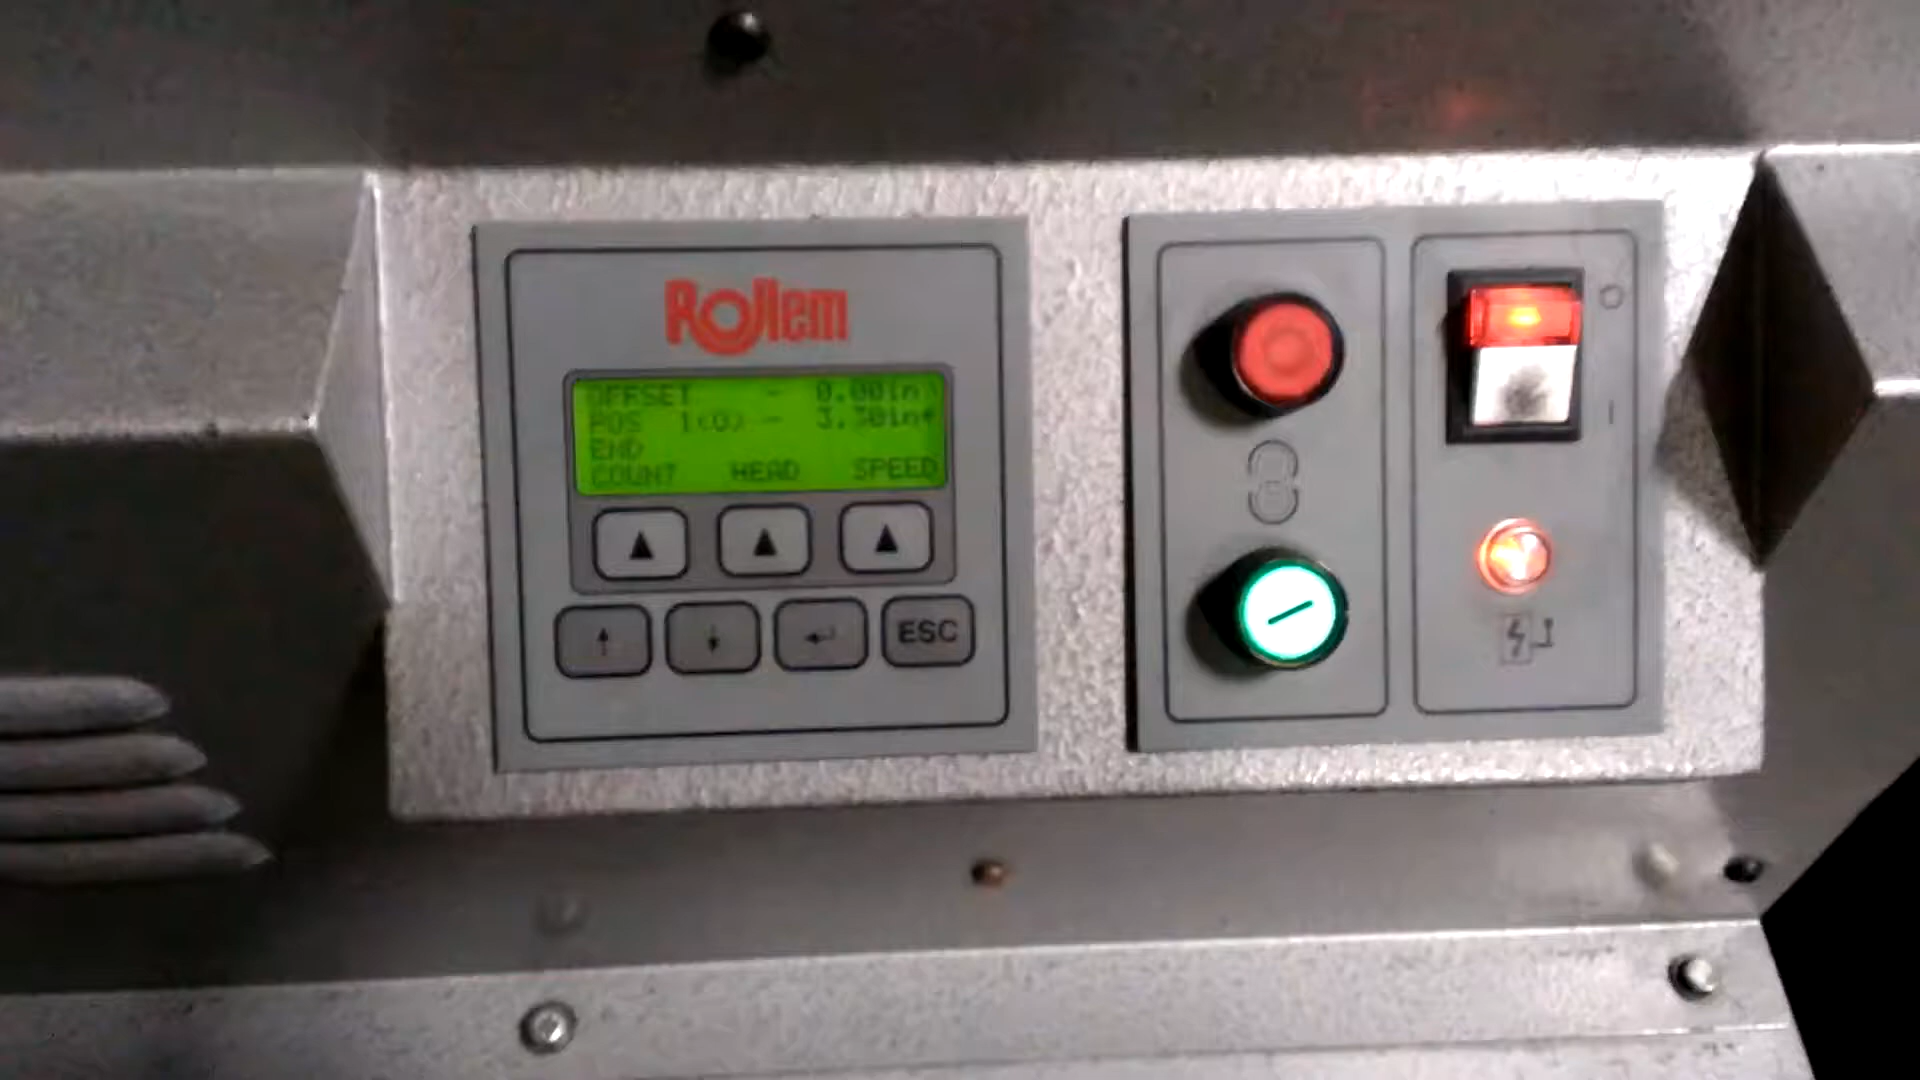 Rollem
OFFSET - 0.00in
POS 1(0) - 3.30in*
END
COUNT HEAD SPEED
ESC
O
I